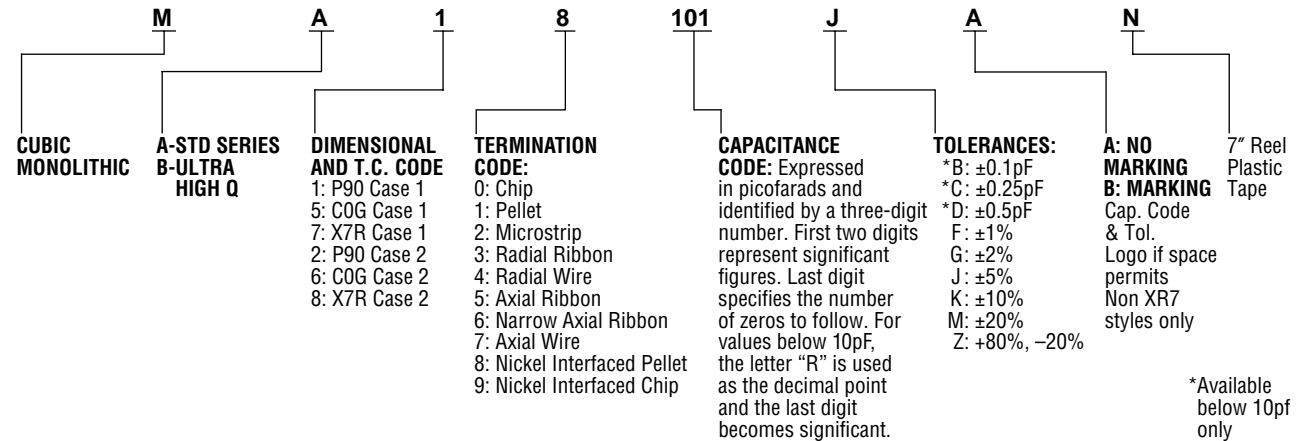 M A 1 8 101 J A N
CUBIC
MONOLITHIC
A-STD SERIES
B-ULTRA
HIGH Q
DIMENSIONAL
AND T.C. CODE
1: P90 Case 1
5: C0G Case 1
7: X7R Case 1
2: P90 Case 2
6: C0G Case 2
8: X7R Case 2
TERMINATION
CODE:
0: Chip
1: Pellet
2: Microstrip
3: Radial Ribbon
4: Radial Wire
5: Axial Ribbon
6: Narrow Axial Ribbon
7: Axial Wire
8: Nickel Interfaced Pellet
9: Nickel Interfaced Chip
CAPACITANCE
CODE: Expressed
in picofarads and
identified by a three-digit
number. First two digits
represent significant
figures. Last digit
specifies the number
of zeros to follow. For
values below 10pF,
the letter “R” is used
as the decimal point
and the last digit
becomes significant.
TOLERANCES:
*B: ±0.1pF
*C: ±0.25pF
*D: ±0.5pF
F: ±1%
G: ±2%
J: ±5%
K: ±10%
M: ±20%
Z: +80%, –20%
A: NO
MARKING
B: MARKING
Cap. Code
& Tol.
Logo if space
permits
Non XR7
styles only
7″ Reel
Plastic
Tape
*Available
below 10pf
only